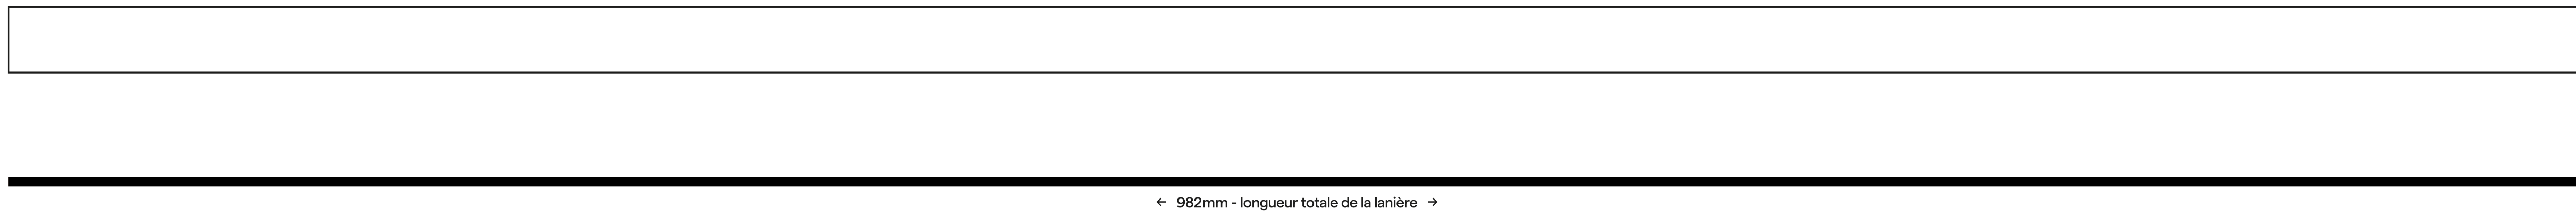 ← 982mm - longueur totale de la lanière →